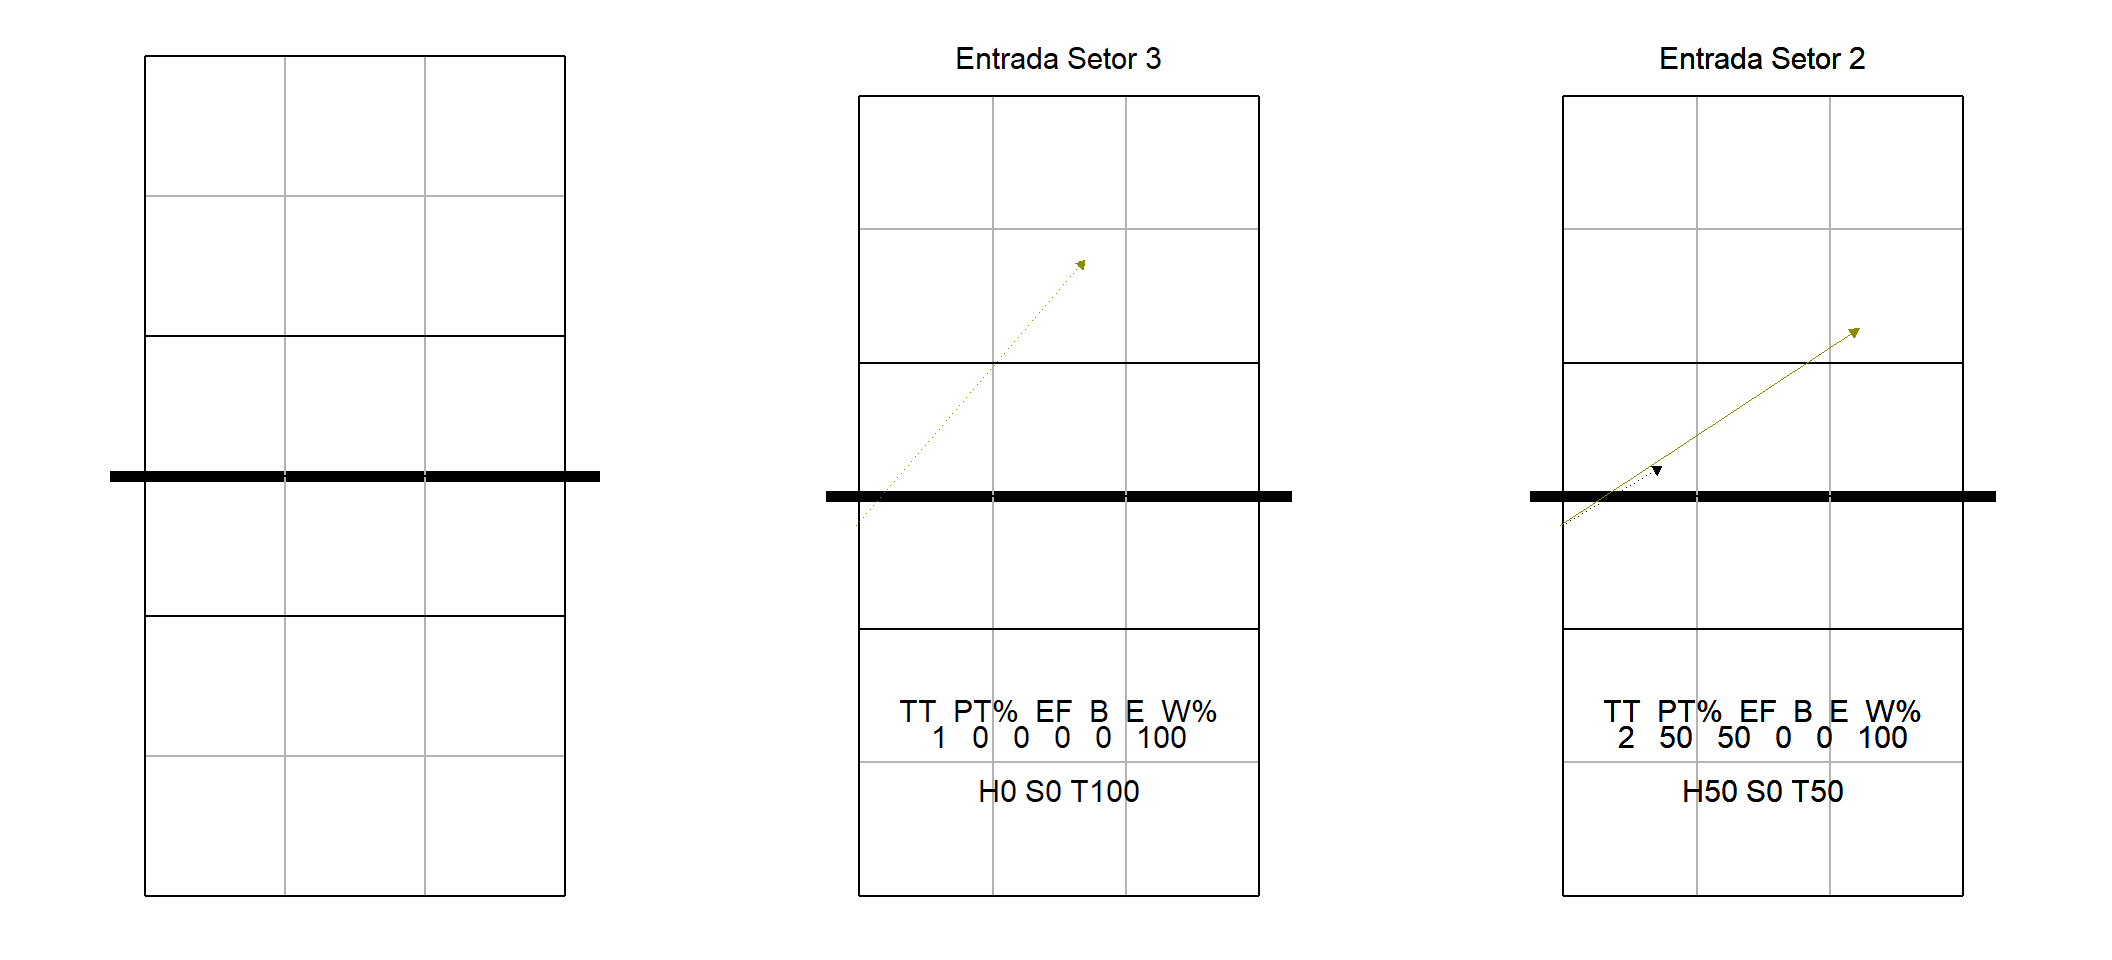 Entrada Setor 3
TT PT% EF B E W%
1 0 0 0 0 100
H0 S0 T100
Entrada Setor 2
TT PT% EF B E W%
2 50 50 0 0 100
H50 S0 T50